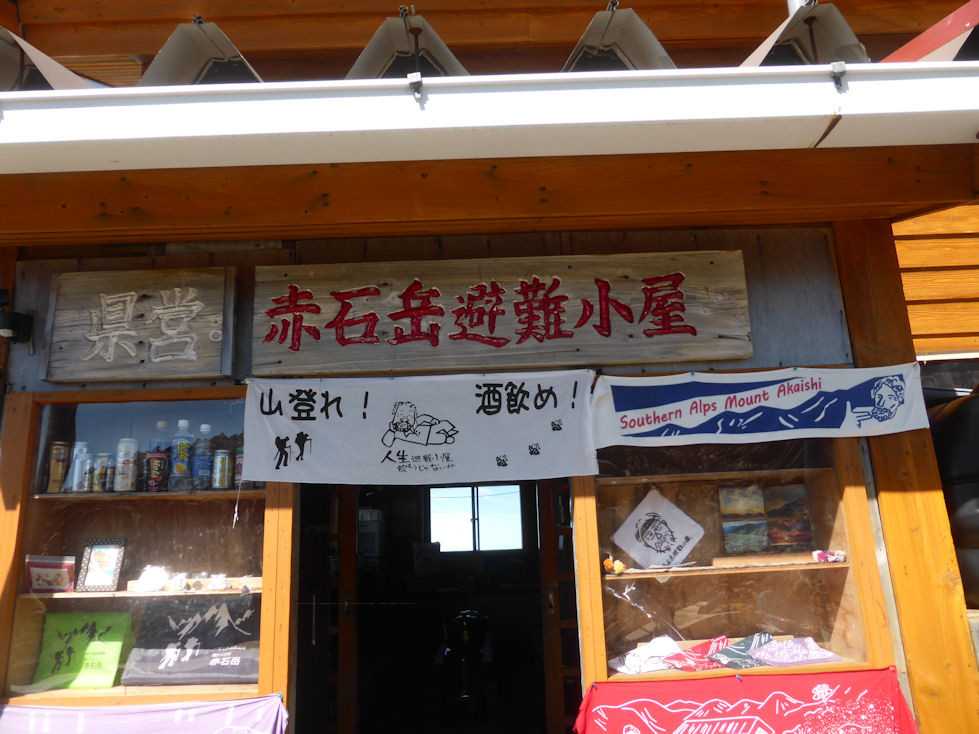 県営。
赤石岳避難小屋
山登れ！
酒飲め！
人生避難小屋
Southern Alps Mount Akaishi
赤石岳